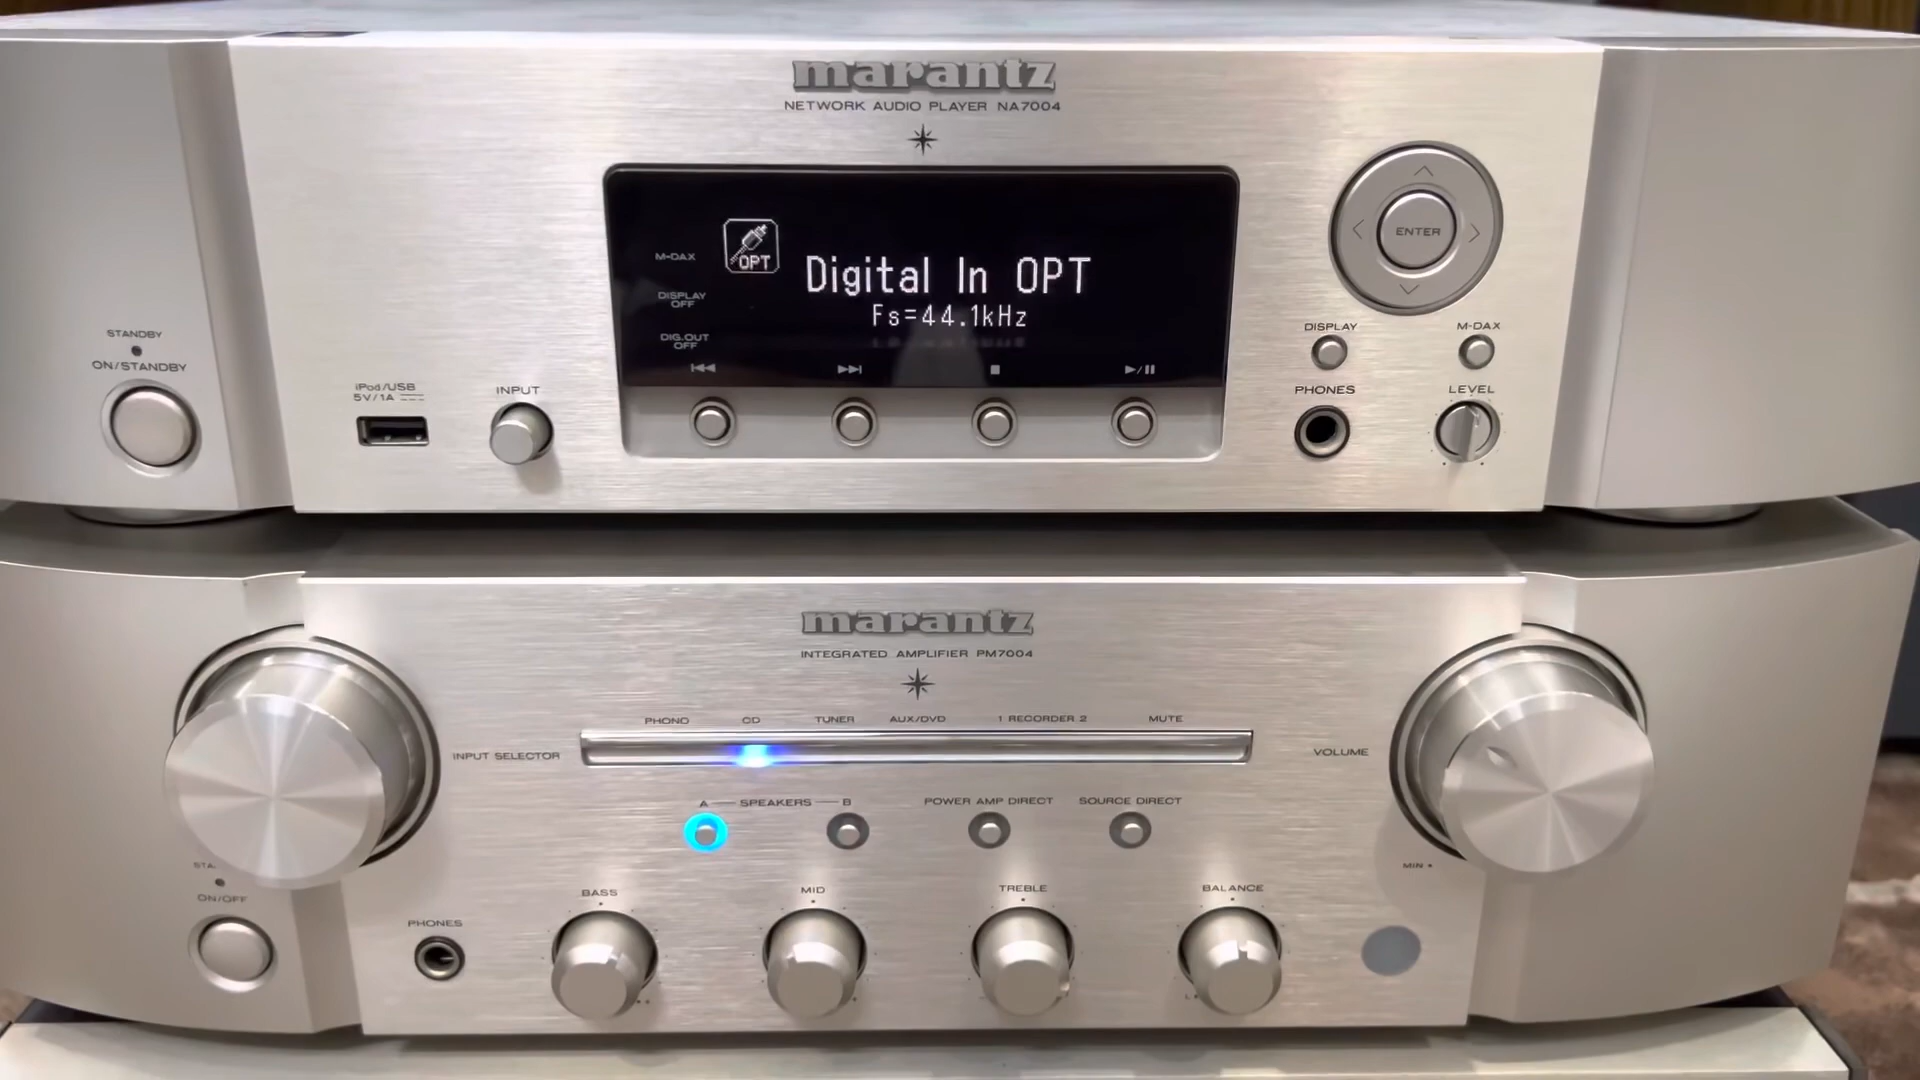 marantz
NETWORK AUDIO PLAYER NA7004
OPT
M-DAX
Digital In OPT
DISPLAY
OFF
Fs=44.1kHz
DIG.OUT
OFF
ENTER
STANDBY
ON/STANDBY
iPod/USB
5V/1A
INPUT
DISPLAY
M-DAX
PHONES
LEVEL
marantz
INTEGRATED AMPLIFIER PM7004
PHONO CD TUNER AUX/DVD 1 RECORDER 2 MUTE
INPUT SELECTOR
VOLUME
A SPEAKERS B POWER AMP DIRECT SOURCE DIRECT
MIN
ON/OFF
PHONES
BASS
MID
TREBLE
BALANCE
L